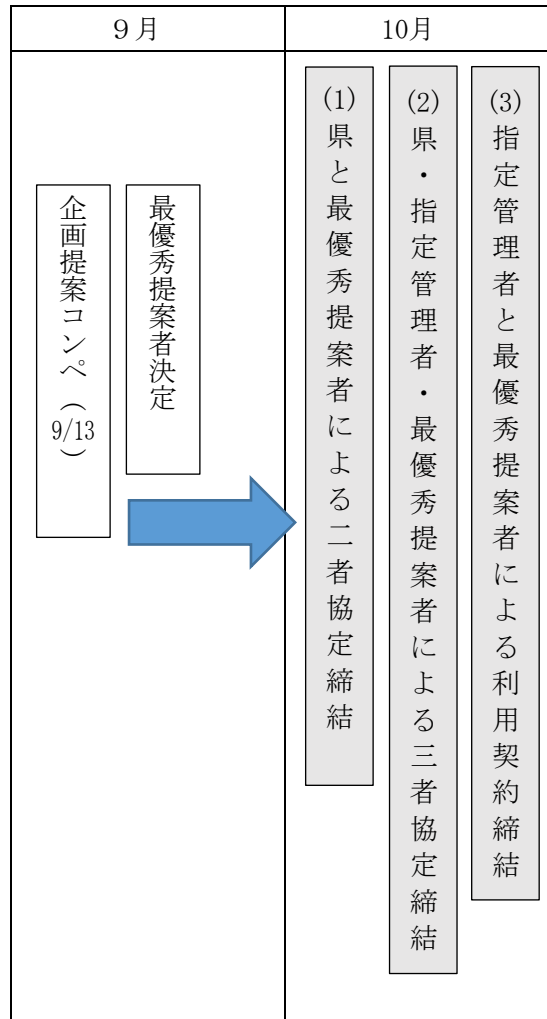 ９月
10月
企画提案コンペ（9/13）
最優秀提案者決定
(1)県と最優秀提案者による二者協定締結
(2)県・指定管理者・最優秀提案者による三者協定締結
(3)指定管理者と最優秀提案者による利用契約締結